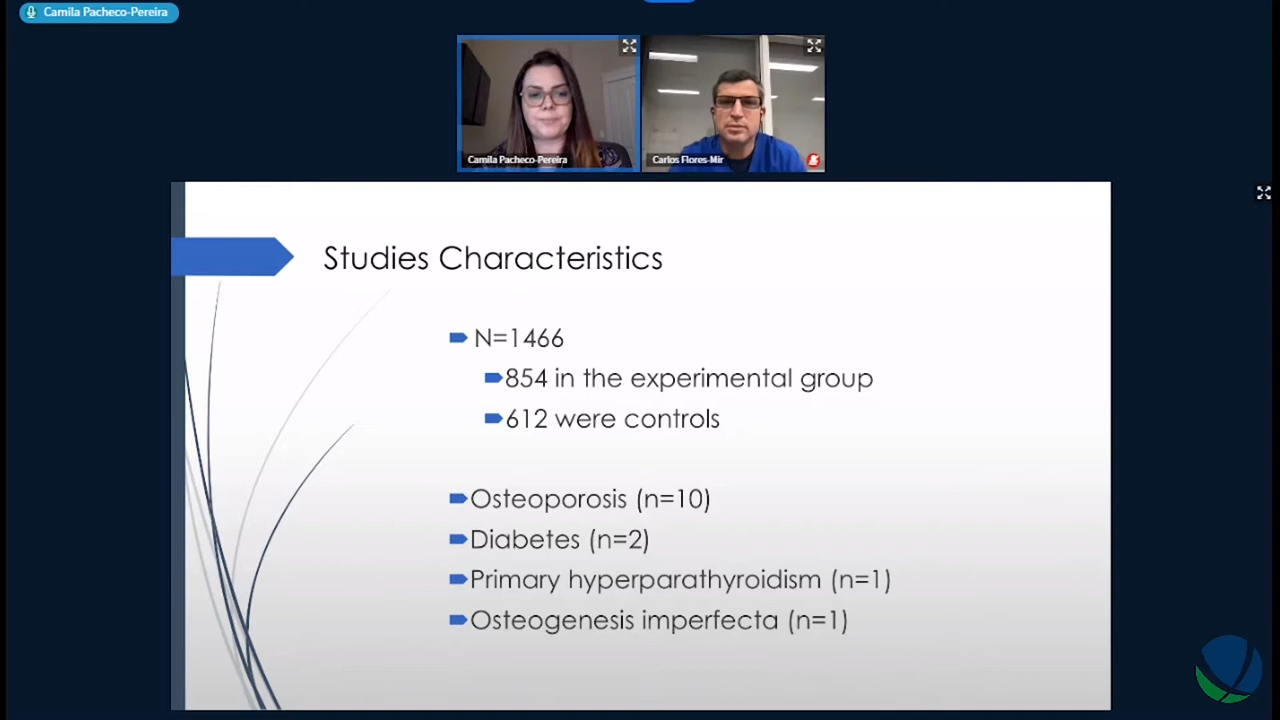 Camila Pacheco-Pereira
Camila Pacheco-Pereira
Carlos Flores-Mir
Studies Characteristics
N=1466
854 in the experimental group
612 were controls
Osteoporosis (n=10)
Diabetes (n=2)
Primary hyperparathyroidism (n=1)
Osteogenesis imperfecta (n=1)